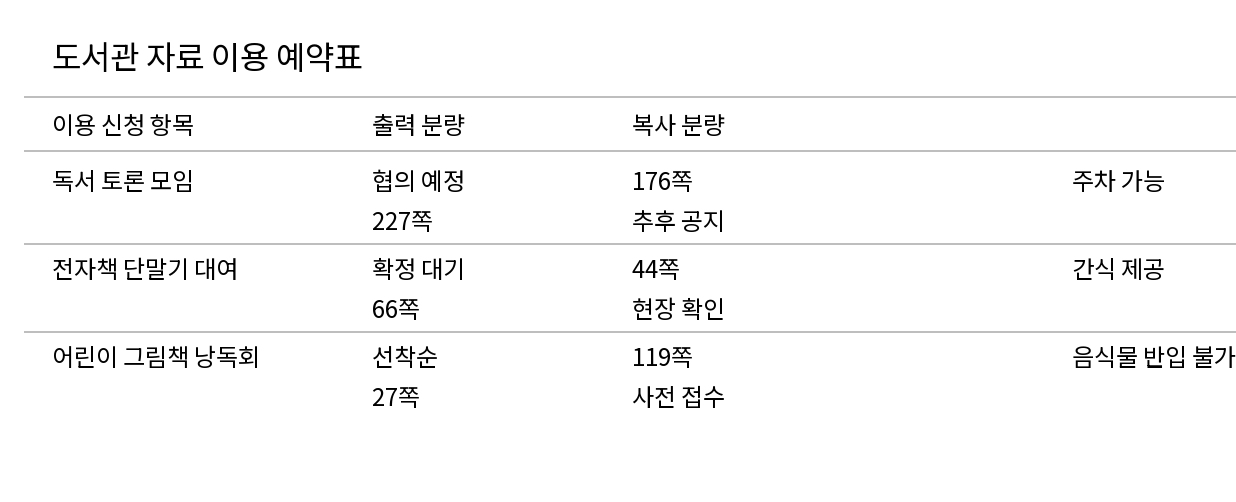 도서관 자료 이용 예약표
이용 신청 항목 출력 분량 복사 분량
독서 토론 모임 협의 예정 176쪽 주차 가능
227쪽 추후 공지
전자책 단말기 대여 확정 대기 44쪽 간식 제공
66쪽 현장 확인
어린이 그림책 낭독회 선착순 119쪽 음식물 반입 불가
27쪽 사전 접수